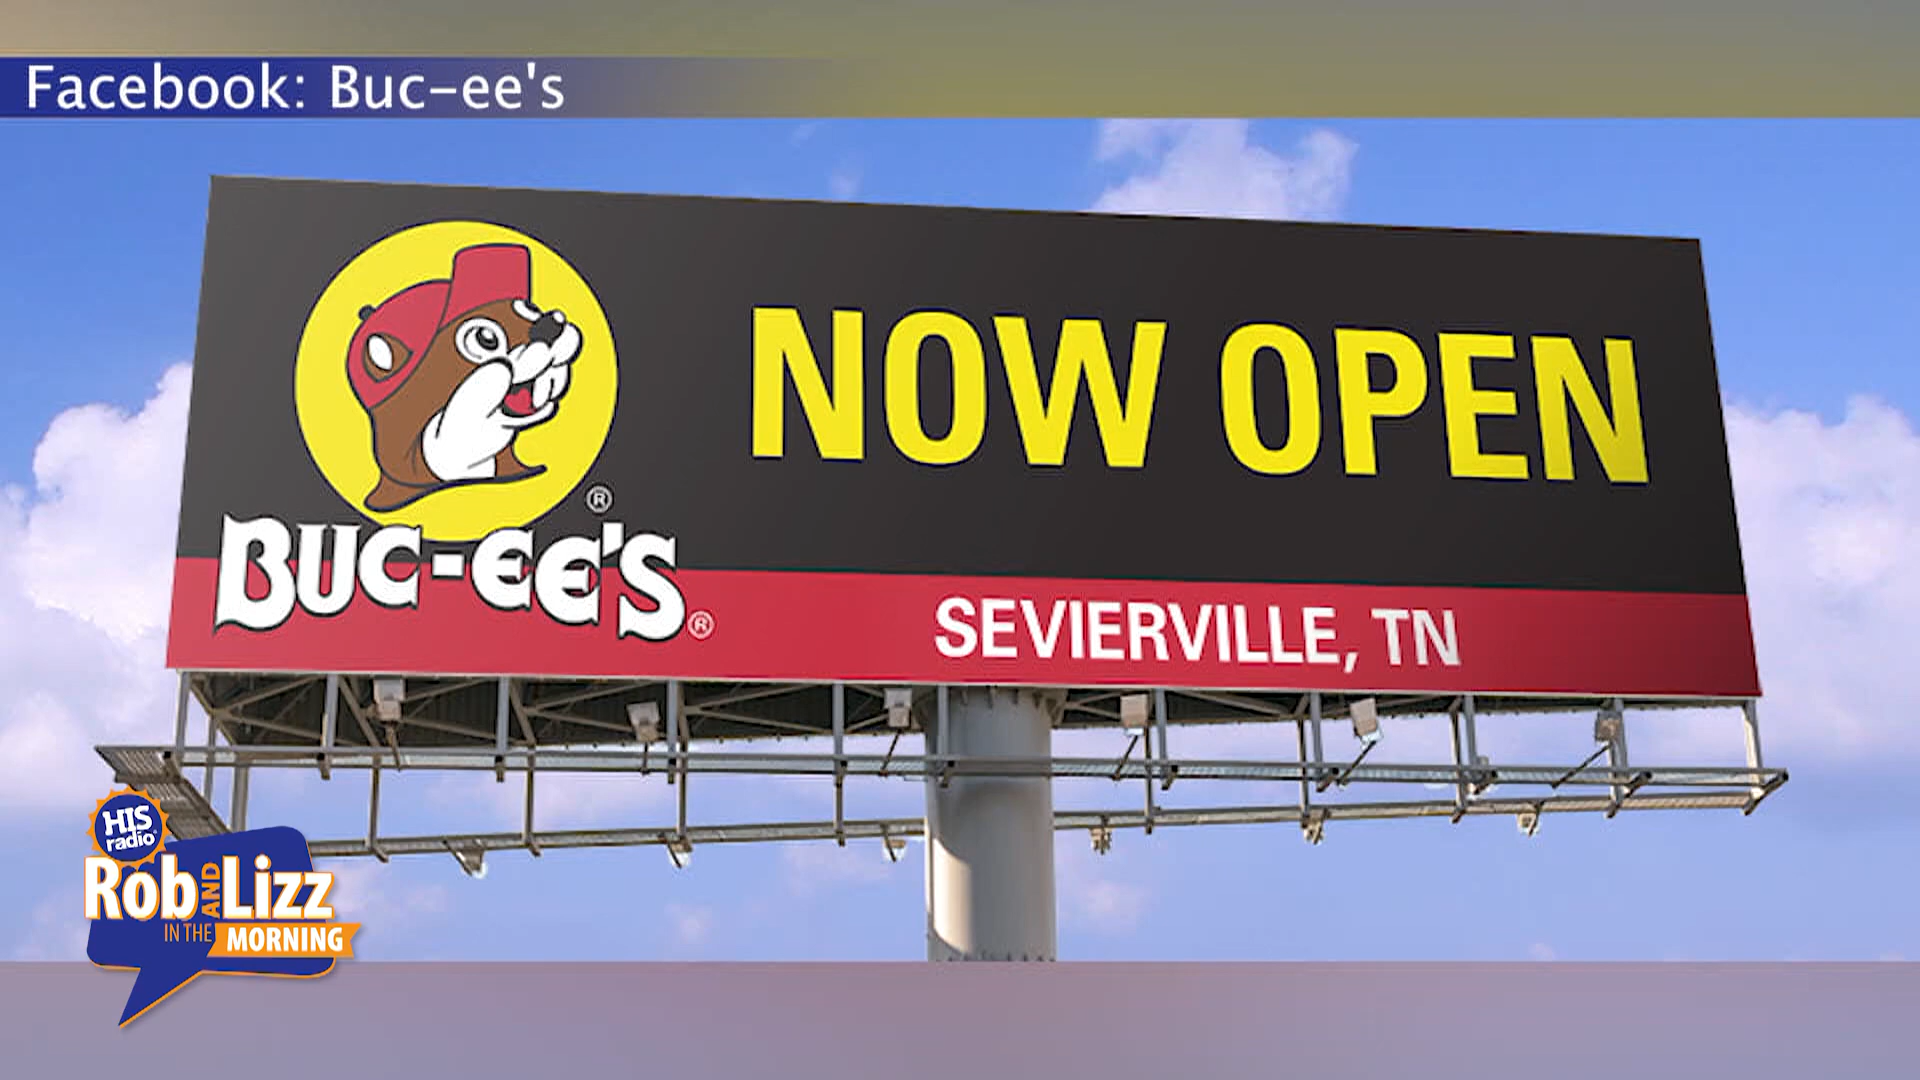 Facebook: Buc-ee's
NOW OPEN
®
BUC-EE'S®
SEVIERVILLE, TN
HIS
radio®
Rob AND Lizz
IN THE MORNING